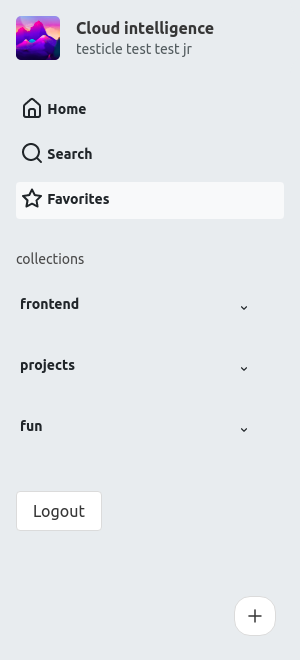 Cloud intelligence
testicle test test jr
Home
Search
Favorites
collections
frontend
projects
fun
Logout
+